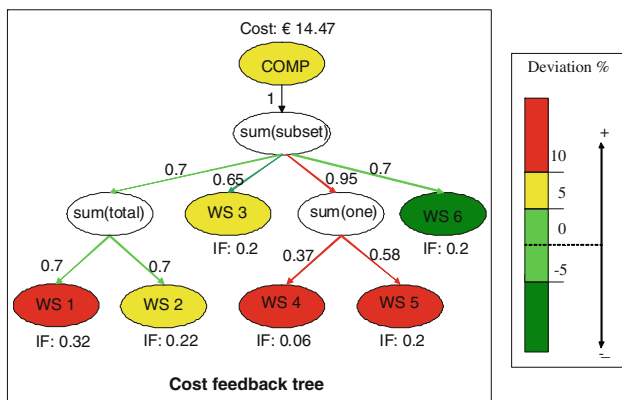 Cost: € 14.47
COMP
1
sum(subset)
0.7
0.65
0.95
0.7
sum(total)
WS 3
sum(one)
WS 6
IF: 0.2
IF: 0.2
0.7
0.7
0.37
0.58
WS 1
WS 2
WS 4
WS 5
IF: 0.32
IF: 0.22
IF: 0.06
IF: 0.2
Cost feedback tree
Deviation %
+
10
5
0
-5
-